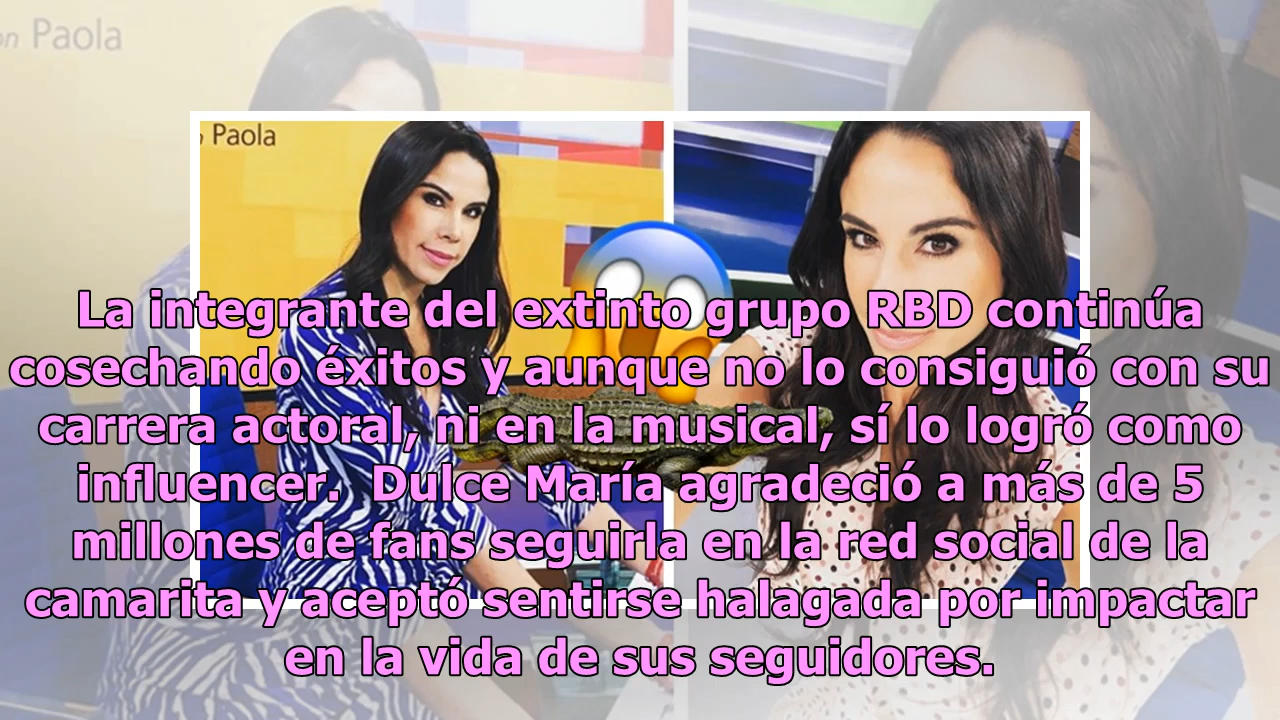 on Paola
Paola
La integrante del extinto grupo RBD continúa
cosechando éxitos y aunque no lo consiguió con su
carrera actoral, ni en la musical, sí lo logró como
influencer.  Dulce María agradeció a más de 5
millones de fans seguirla en la red social de la
camarita y aceptó sentirse halagada por impactar
en la vida de sus seguidores.